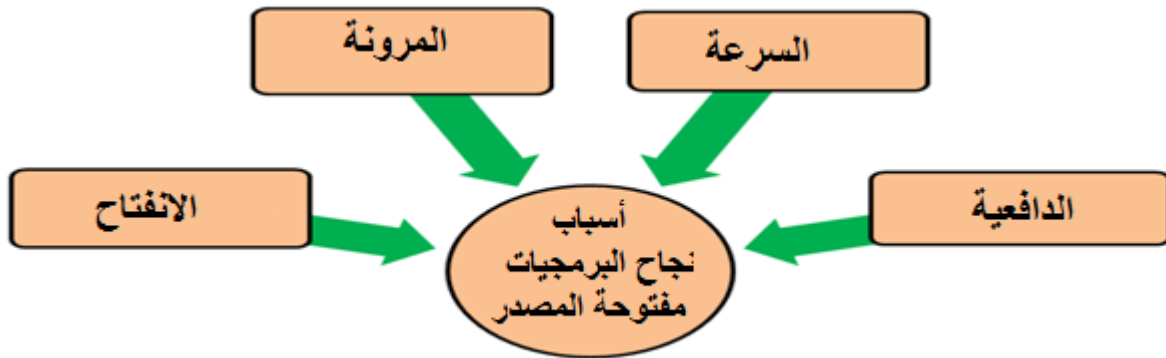 السرعة
المرونة
الدافعية
الانفتاح
أسباب
نجاح البرمجيات
مفتوحة المصدر